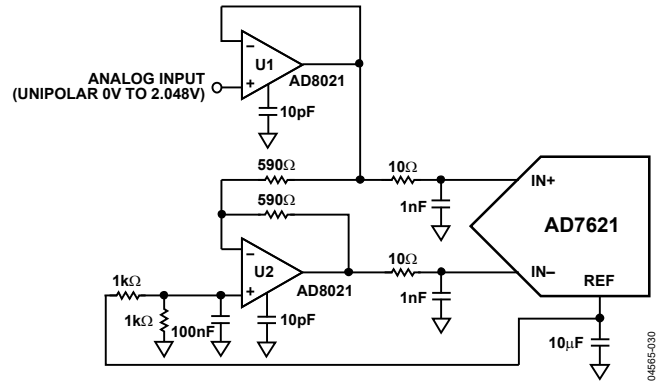 U1
ANALOG INPUT
(UNIPOLAR 0V TO 2.048V)
AD8021
10pF
590Ω
10Ω
IN+
590Ω
1nF
AD7621
U2
10Ω
IN–
AD8021
REF
1kΩ
1nF
1kΩ
100nF
10pF
10μF
04565-030